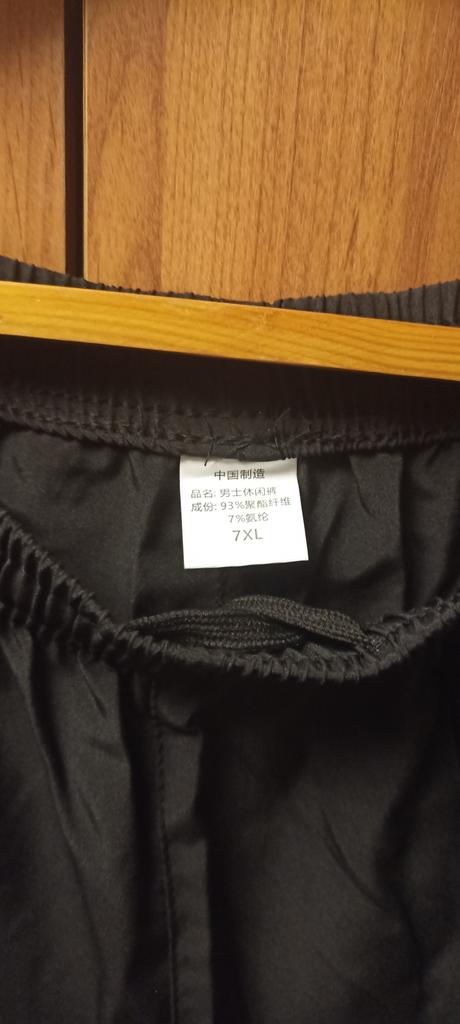 中国制造
品名: 男士休闲裤
成份: 93%聚酯纤维
7%氨纶
7XL